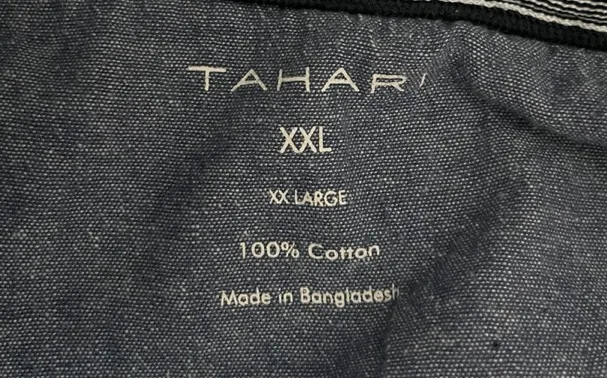 TAHARI
XXL
XX LARGE
100% Cotton
Made in Bangladesh